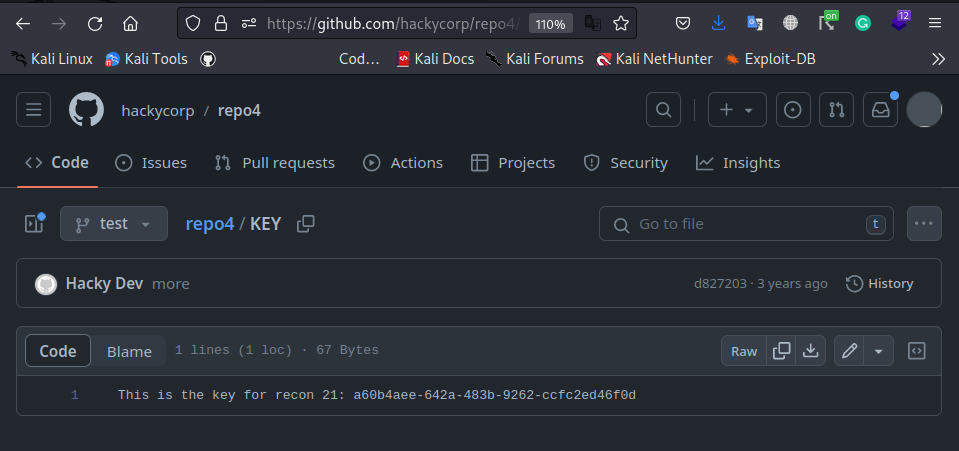 https://github.com/hackycorp/repo4/
110%
on
12
Kali Linux
Kali Tools
Cod…
Kali Docs
Kali Forums
Kali NetHunter
Exploit-DB
hackycorp / repo4
Code
Issues
Pull requests
Actions
Projects
Security
Insights
test
repo4 / KEY
Go to file
t
Hacky Dev more
d827203 · 3 years ago
History
Code
Blame
1 lines (1 loc) · 67 Bytes
Raw
1 This is the key for recon 21: a60b4aee-642a-483b-9262-ccfc2ed46f0d